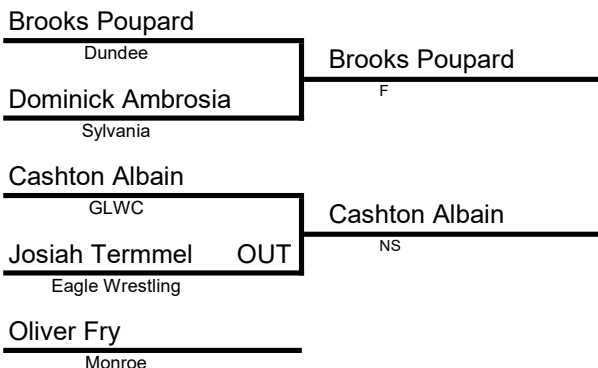 Brooks Poupard
Dundee
Brooks Poupard
F
Dominick Ambrosia
Sylvania
Cashton Albain
GLWC
Cashton Albain
NS
Josiah Termmel OUT
Eagle Wrestling
Oliver Fry
Monroe